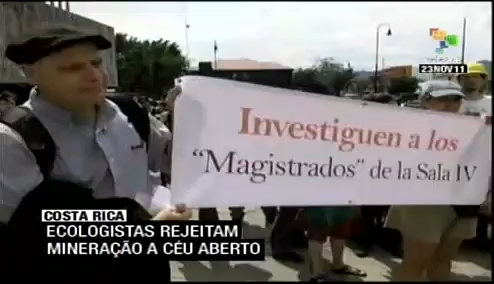 23NOV11
Investiguen a los
“Magistrados” de la Sala IV
COSTA RICA
ECOLOGISTAS REJEITAM
MINERAÇÃO A CÉU ABERTO